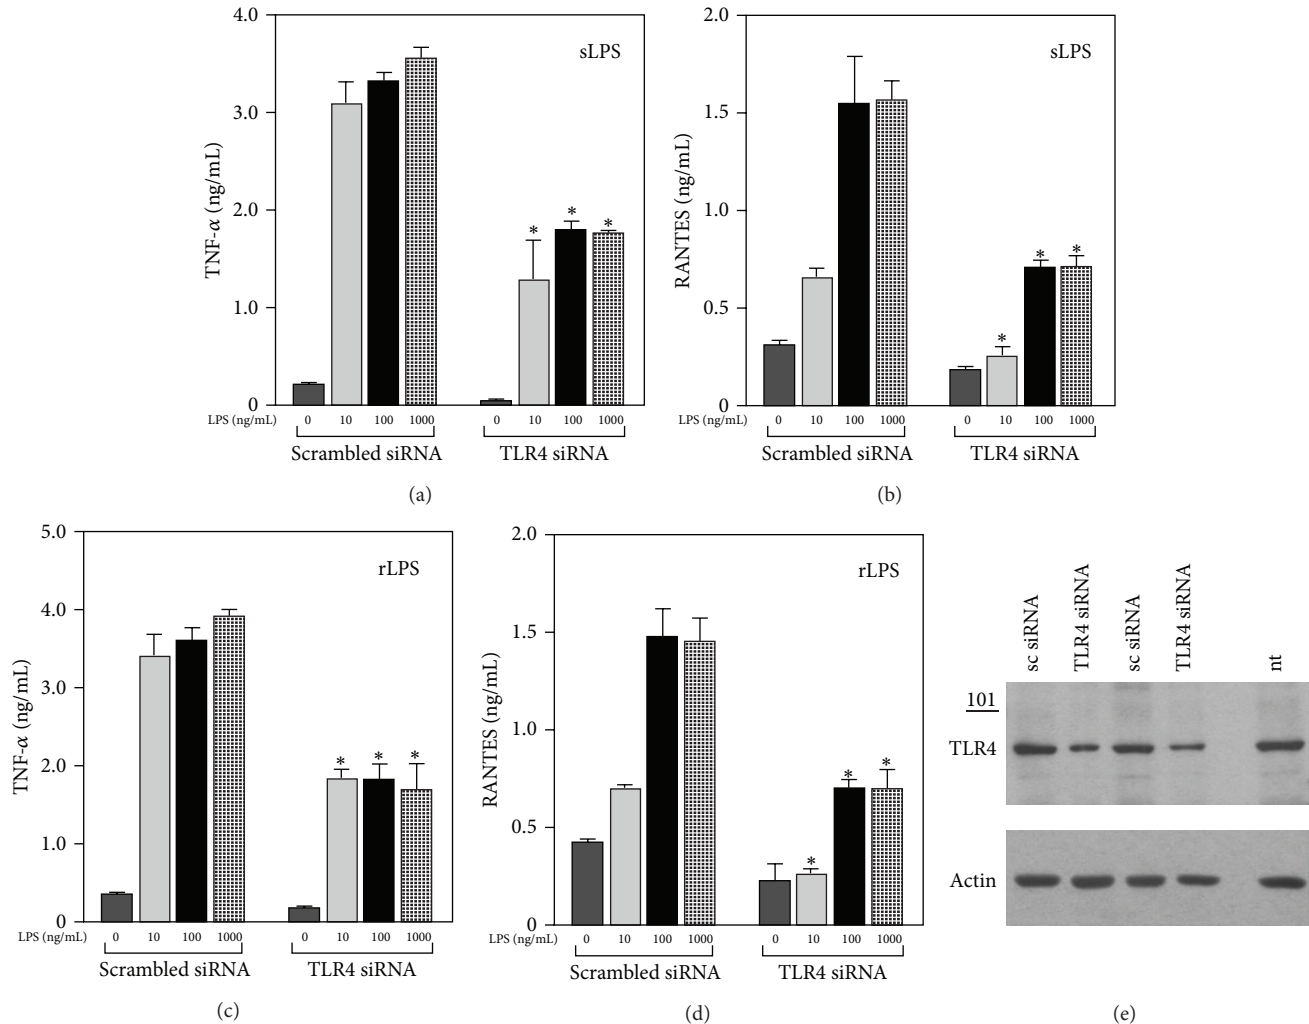 4.0
3.0
2.0
1.0
0
TNF-α (ng/mL)
sLPS
* * *
LPS (ng/mL) 0 10 100 1000 0 10 100 1000
Scrambled siRNA TLR4 siRNA
(a)
2.0
1.5
1.0
0.5
0
RANTES (ng/mL)
sLPS
* * *
LPS (ng/mL) 0 10 100 1000 0 10 100 1000
Scrambled siRNA TLR4 siRNA
(b)
5.0
4.0
3.0
2.0
1.0
0
TNF-α (ng/mL)
rLPS
* * *
LPS (ng/mL) 0 10 100 1000 0 10 100 1000
Scrambled siRNA TLR4 siRNA
(c)
2.0
1.5
1.0
0.5
0
RANTES (ng/mL)
rLPS
* * *
LPS (ng/mL) 0 10 100 1000 0 10 100 1000
Scrambled siRNA TLR4 siRNA
(d)
sc siRNA
TLR4 siRNA
sc siRNA
TLR4 siRNA
nt
101
TLR4
Actin
(e)